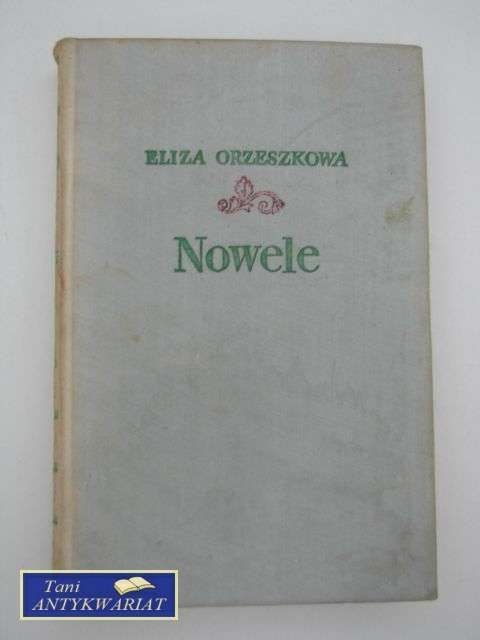 ELIZA ORZESZKOWA
Nowele
Tani
ANTYKWARIAT